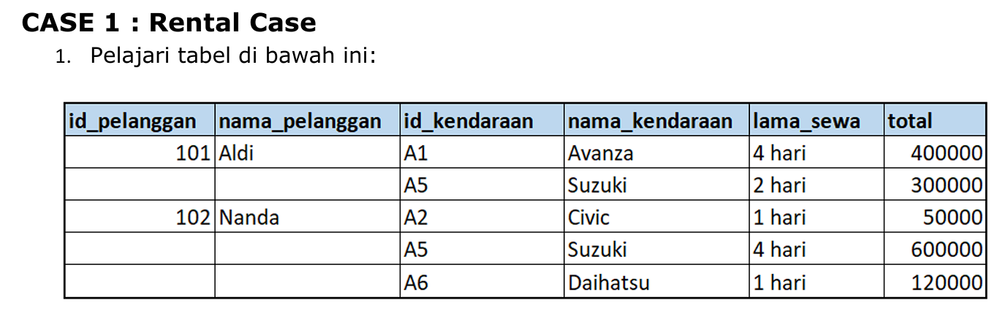 CASE 1 : Rental Case
1. Pelajari tabel di bawah ini:
id_pelanggan nama_pelanggan id_kendaraan nama_kendaraan lama_sewa total
101 Aldi A1 Avanza 4 hari 400000
A5 Suzuki 2 hari 300000
102 Nanda A2 Civic 1 hari 50000
A5 Suzuki 4 hari 600000
A6 Daihatsu 1 hari 120000